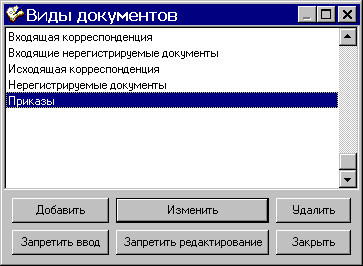 Виды документов
Входящая корреспонденция
Входящие нерегистрируемые документы
Исходящая корреспонденция
Нерегистрируемые документы
Приказы
Добавить Изменить Удалить
Запретить ввод Запретить редактирование Закрыть